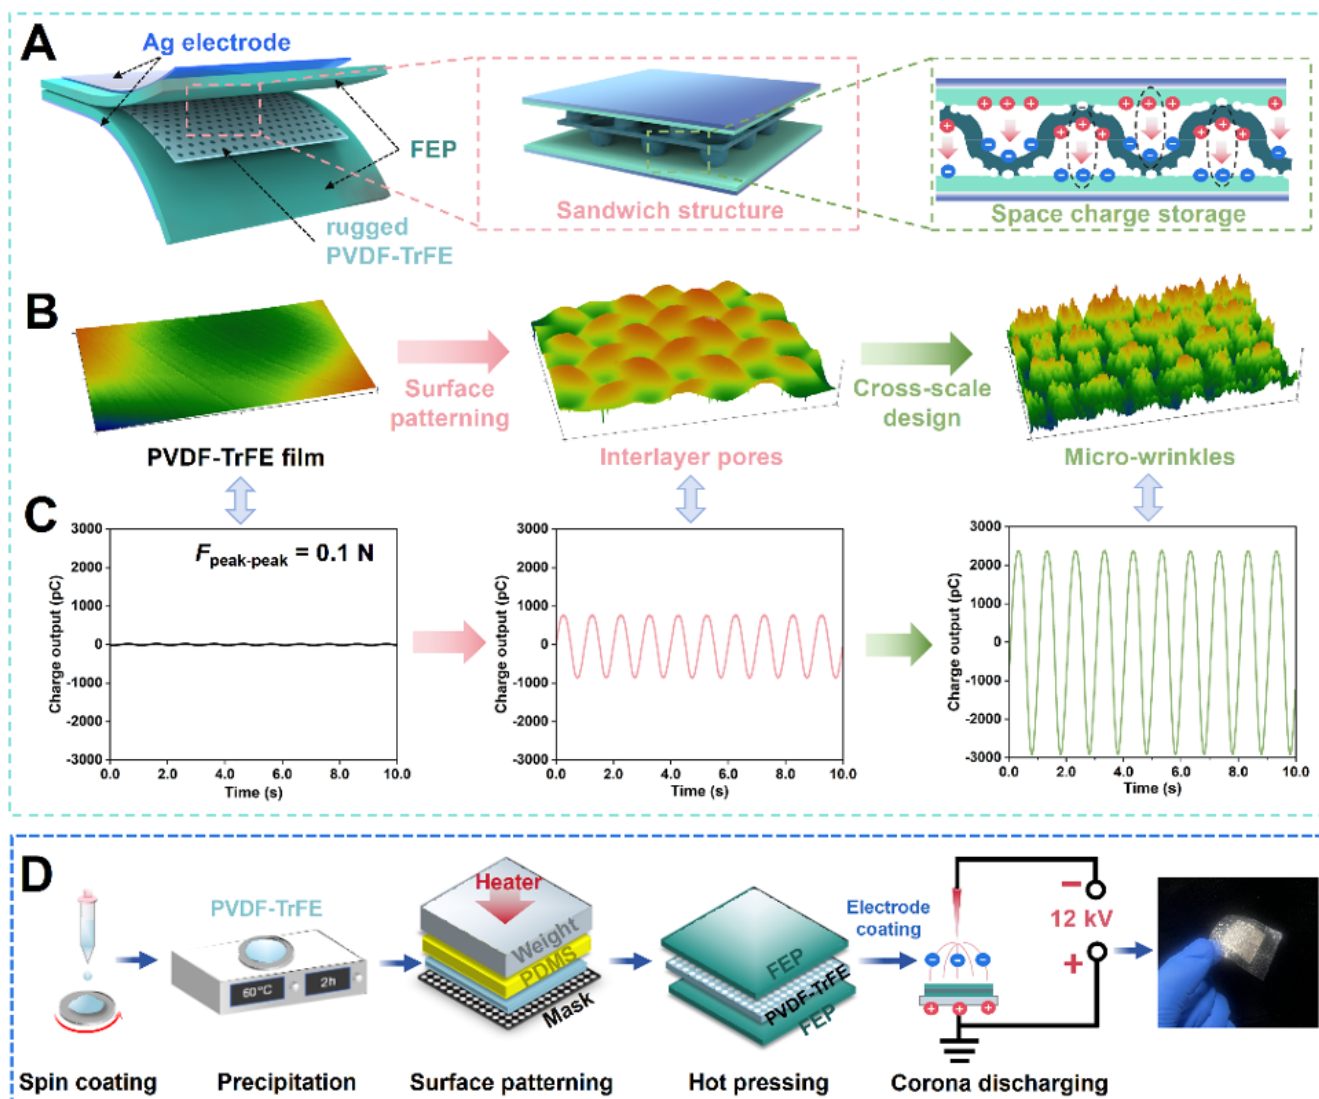 A
Ag electrode
FEP
rugged
PVDF-TrFE
Sandwich structure
Space charge storage
B
Surface
patterning
Cross-scale
design
PVDF-TrFE film
Interlayer pores
Micro-wrinkles
C
F peak-peak = 0.1 N
Charge output (pC)
3000
2000
1000
0
-1000
-2000
-3000
0.0 2.0 4.0 6.0 8.0 10.0
Time (s)
Charge output (pC)
3000
2000
1000
0
-1000
-2000
-3000
0.0 2.0 4.0 6.0 8.0 10.0
Time (s)
Charge output (pC)
3000
2000
1000
0
-1000
-2000
-3000
0.0 2.0 4.0 6.0 8.0 10.0
Time (s)
D
PVDF-TrFE
60°C 2h
Heater
Weight
PDMS
Mask
FEP
PVDF-TrFE
FEP
Electrode
coating
−
12 kV
+
Spin coating
Precipitation
Surface patterning
Hot pressing
Corona discharging